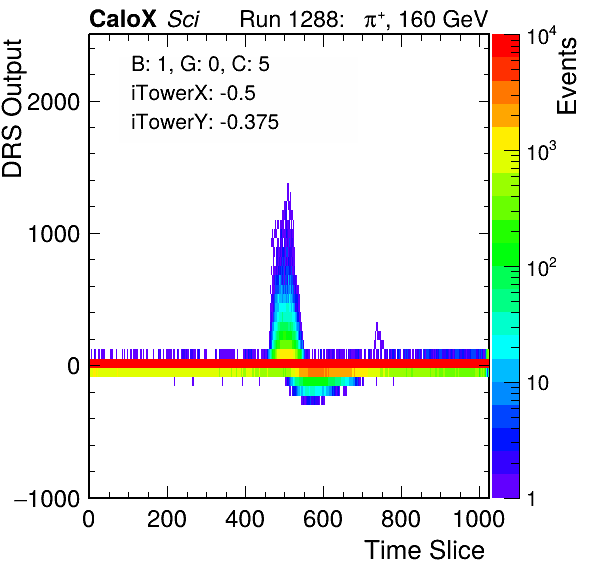 CaloX Sci Run 1288: π⁺, 160 GeV
B: 1, G: 0, C: 5
iTowerX: -0.5
iTowerY: -0.375
DRS Output
2000
1000
0
−1000
0 200 400 600 800 1000
Time Slice
10⁴
10³
10²
10
1
Events